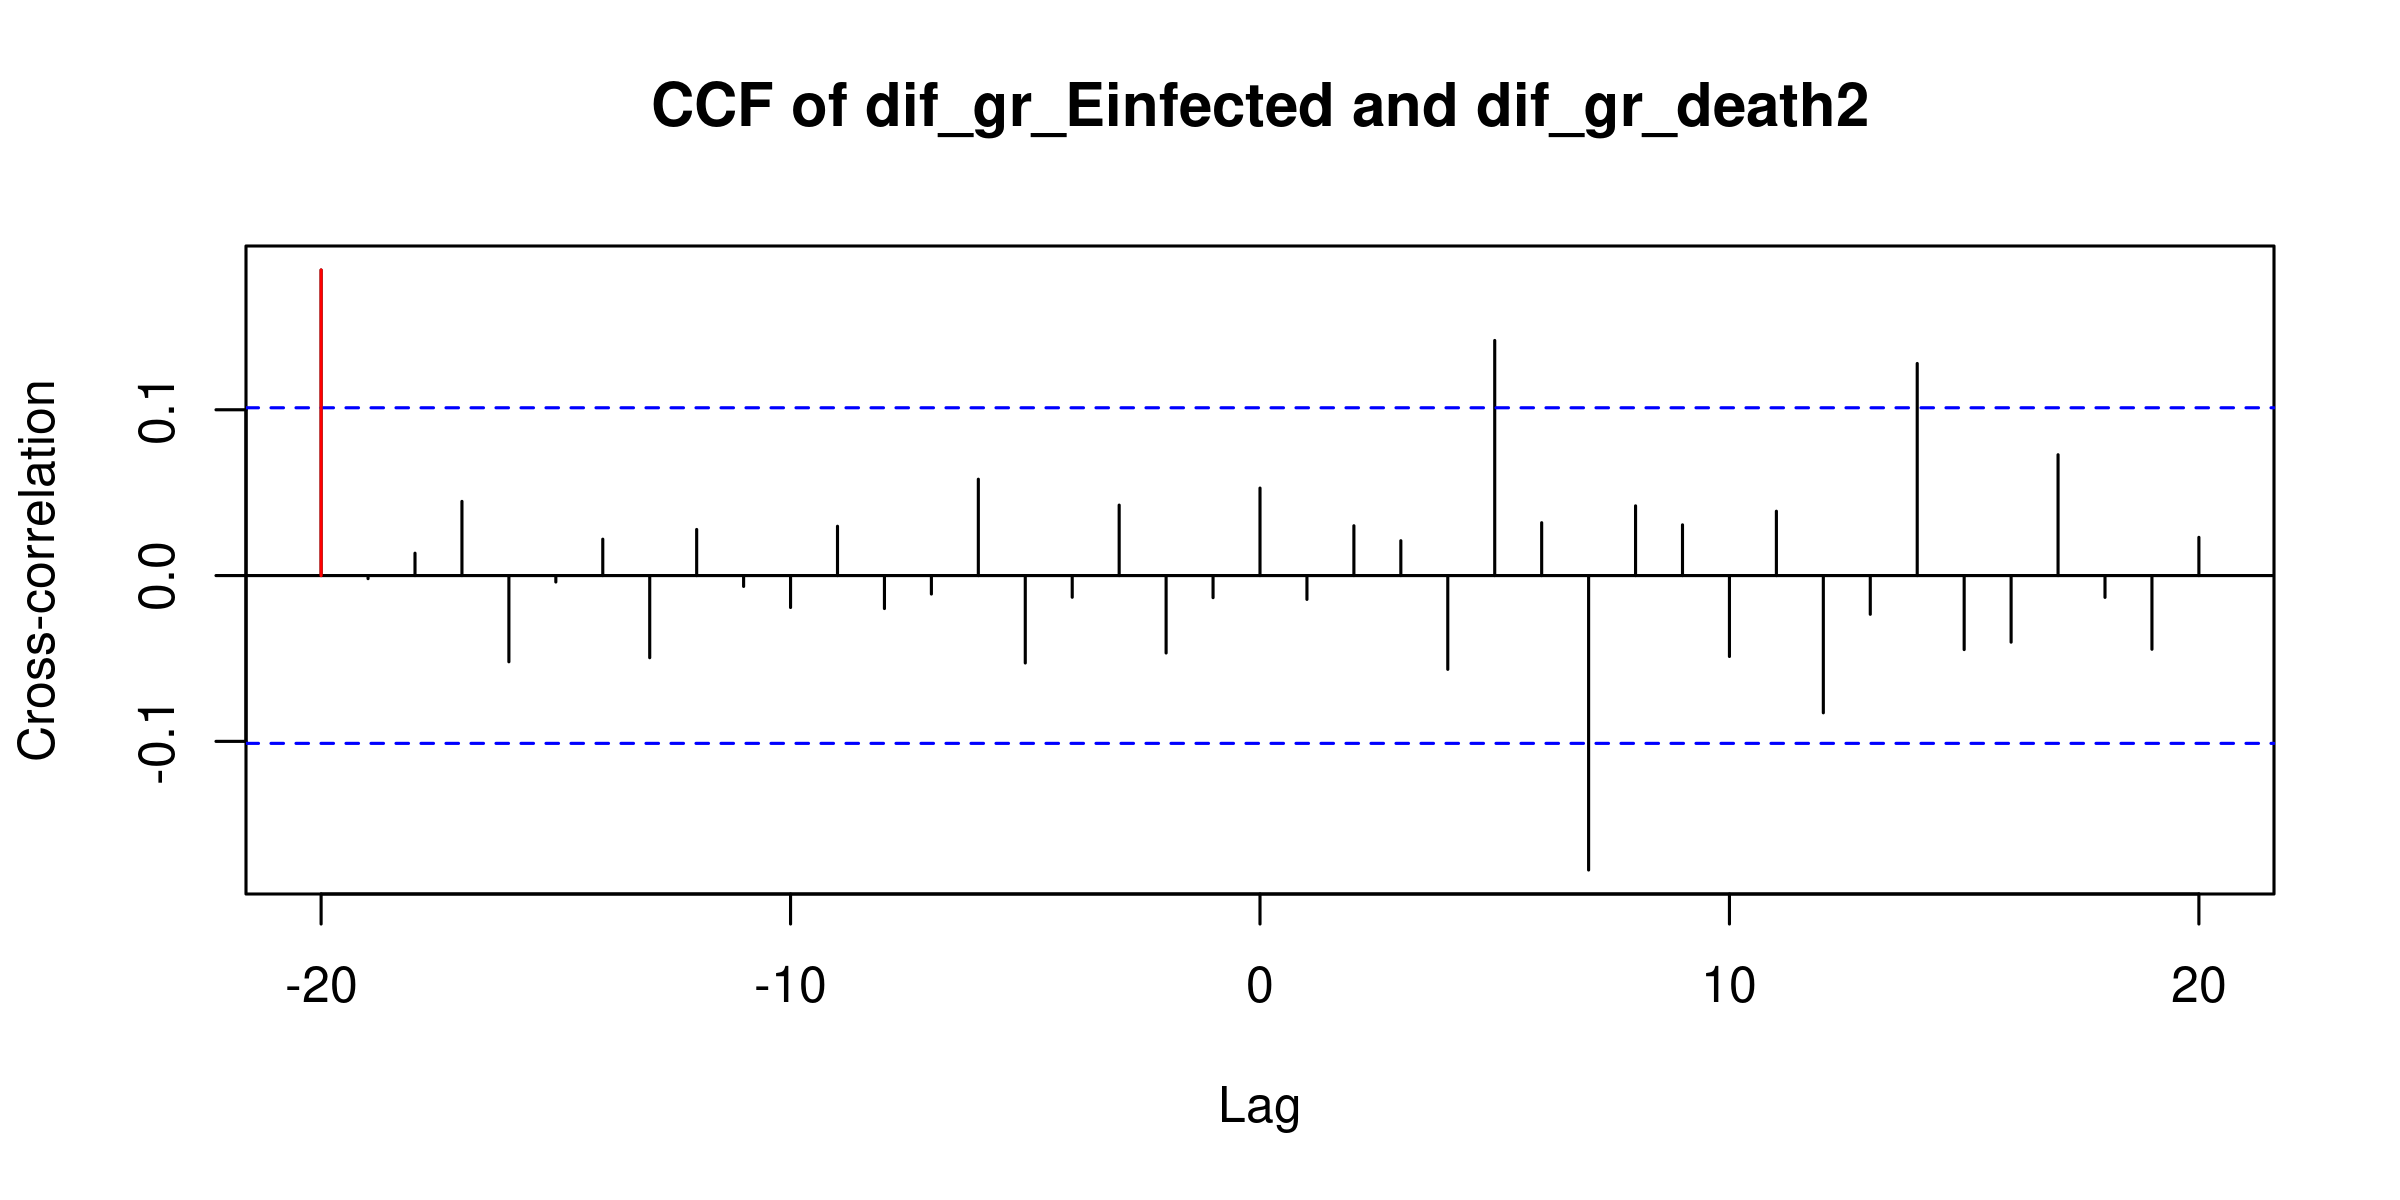 CCF of dif_gr_Einfected and dif_gr_death2
Cross-correlation
0.1
0.0
-0.1
-20
-10
0
10
20
Lag